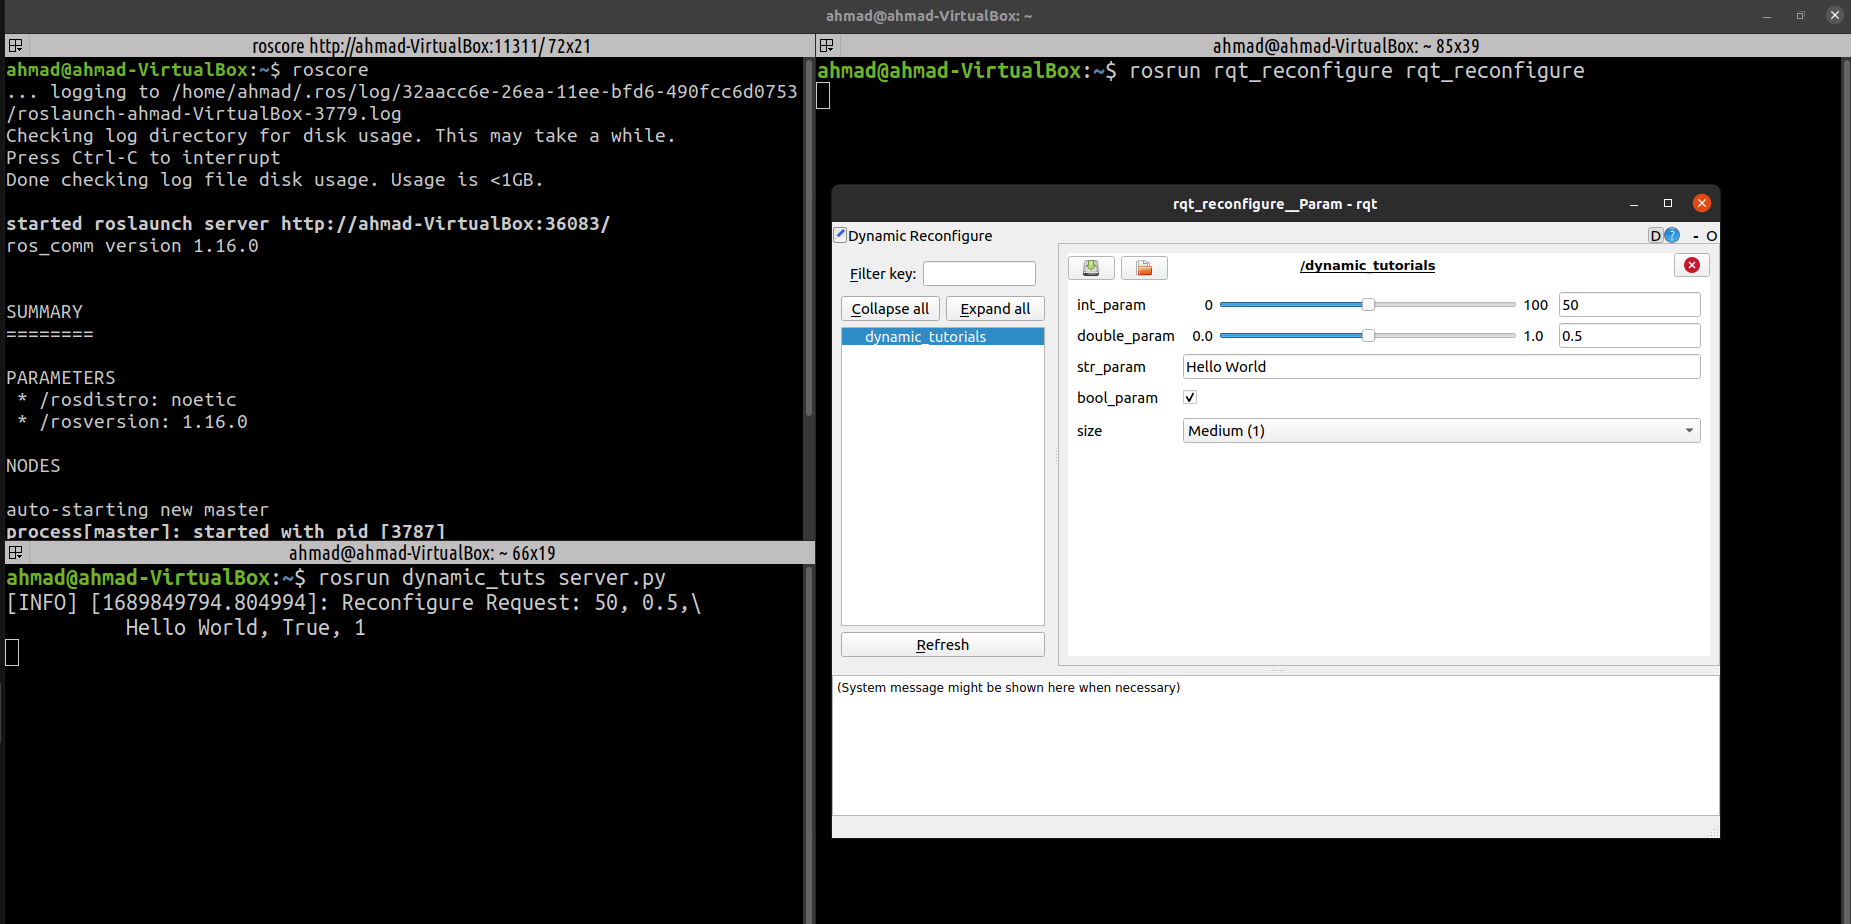 ahmad@ahmad-VirtualBox: ~
roscore http://ahmad-VirtualBox:11311/ 72x21
ahmad@ahmad-VirtualBox:~$ roscore
... logging to /home/ahmad/.ros/log/32aacc6e-26ea-11ee-bfd6-490fcc6d0753
/roslaunch-ahmad-VirtualBox-3779.log
Checking log directory for disk usage. This may take a while.
Press Ctrl-C to interrupt
Done checking log file disk usage. Usage is <1GB.
started roslaunch server http://ahmad-VirtualBox:36083/
ros_comm version 1.16.0
SUMMARY
========
PARAMETERS
* /rosdistro: noetic
* /rosversion: 1.16.0
NODES
auto-starting new master
process[master]: started with pid [3787]
ahmad@ahmad-VirtualBox: ~ 66x19
ahmad@ahmad-VirtualBox:~$ rosrun dynamic_tuts server.py
[INFO] [1689849794.804994]: Reconfigure Request: 50, 0.5,\
Hello World, True, 1
ahmad@ahmad-VirtualBox: ~ 85x39
ahmad@ahmad-VirtualBox:~$ rosrun rqt_reconfigure rqt_reconfigure
rqt_reconfigure__Param - rqt
Dynamic Reconfigure
D ? - O
Filter key:
Collapse all Expand all
dynamic_tutorials
Refresh
/dynamic_tutorials
int_param 0 100 50
double_param 0.0 1.0 0.5
str_param Hello World
bool_param
size Medium (1)
(System message might be shown here when necessary)